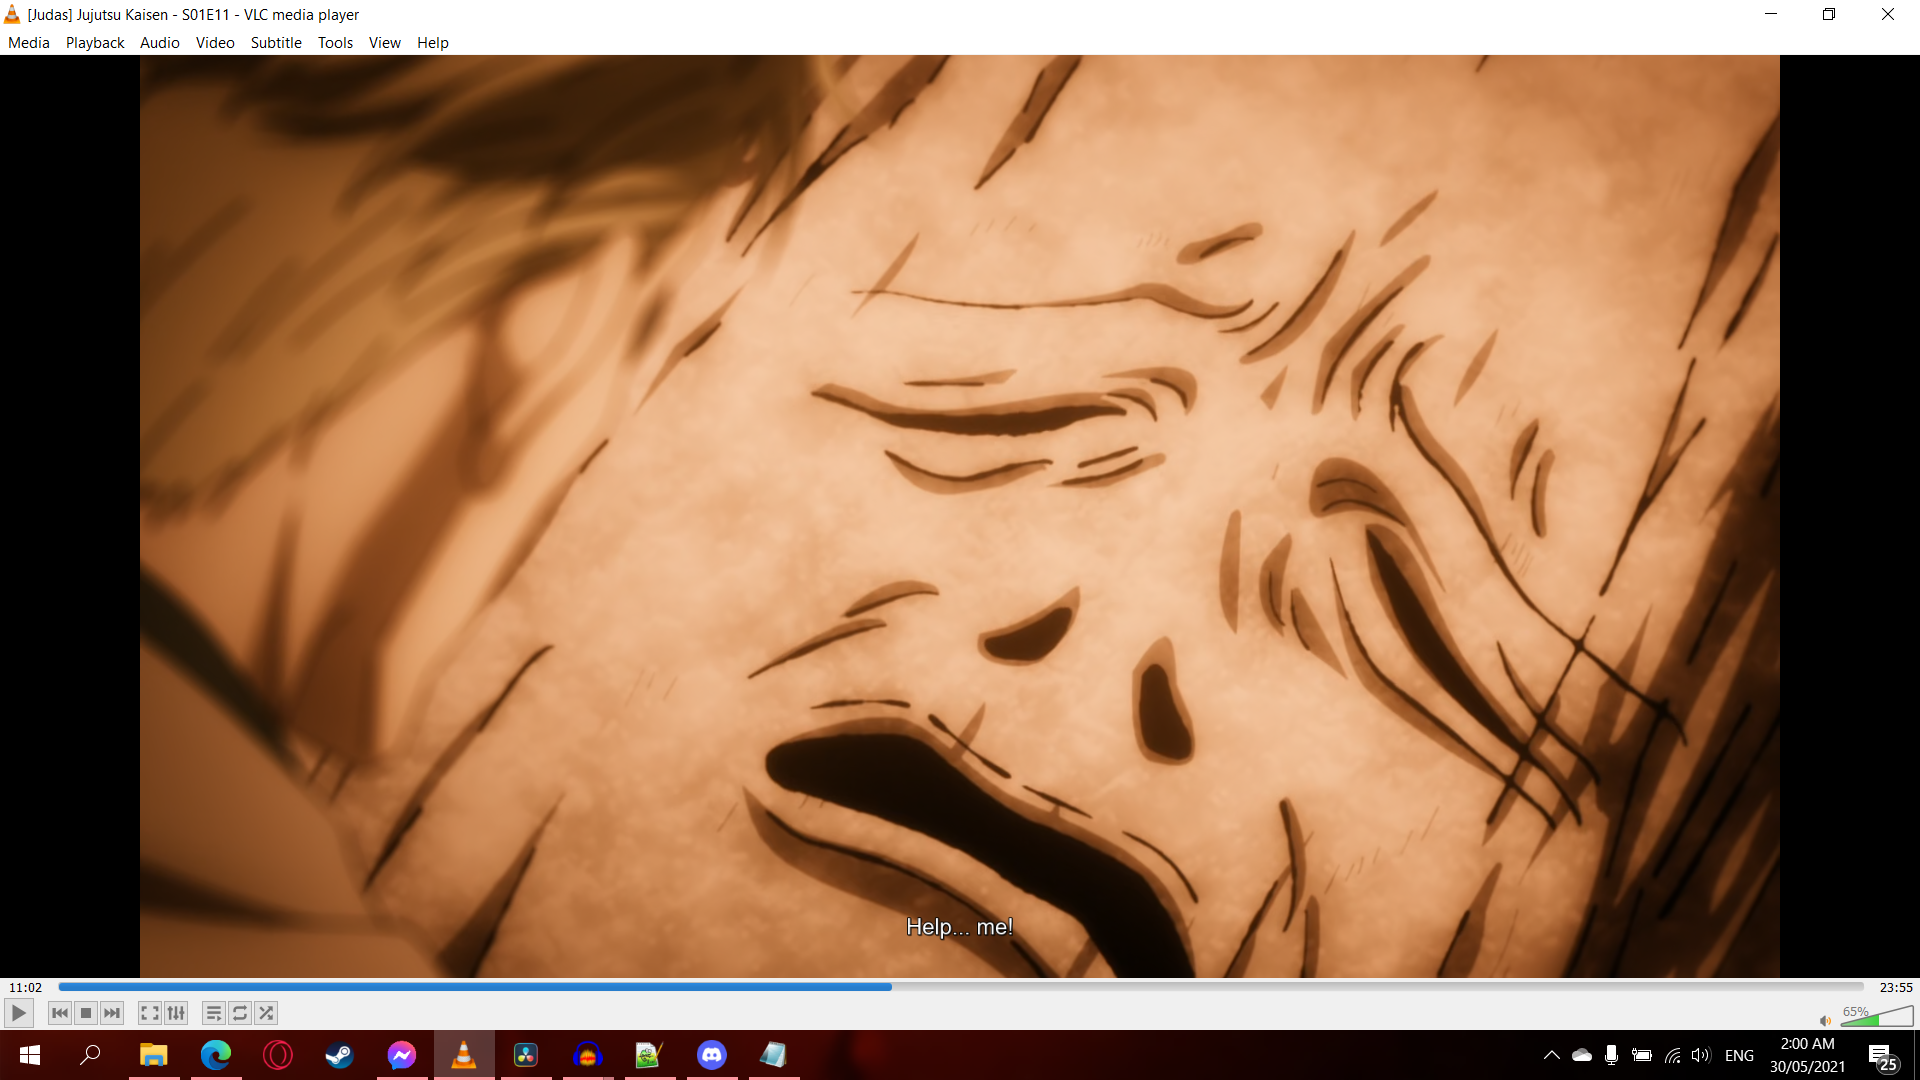 [Judas] Jujutsu Kaisen - S01E11 - VLC media player
Media Playback Audio Video Subtitle Tools View Help
Help... me!
11:02
23:55
65%
ENG
2:00 AM
30/05/2021
25